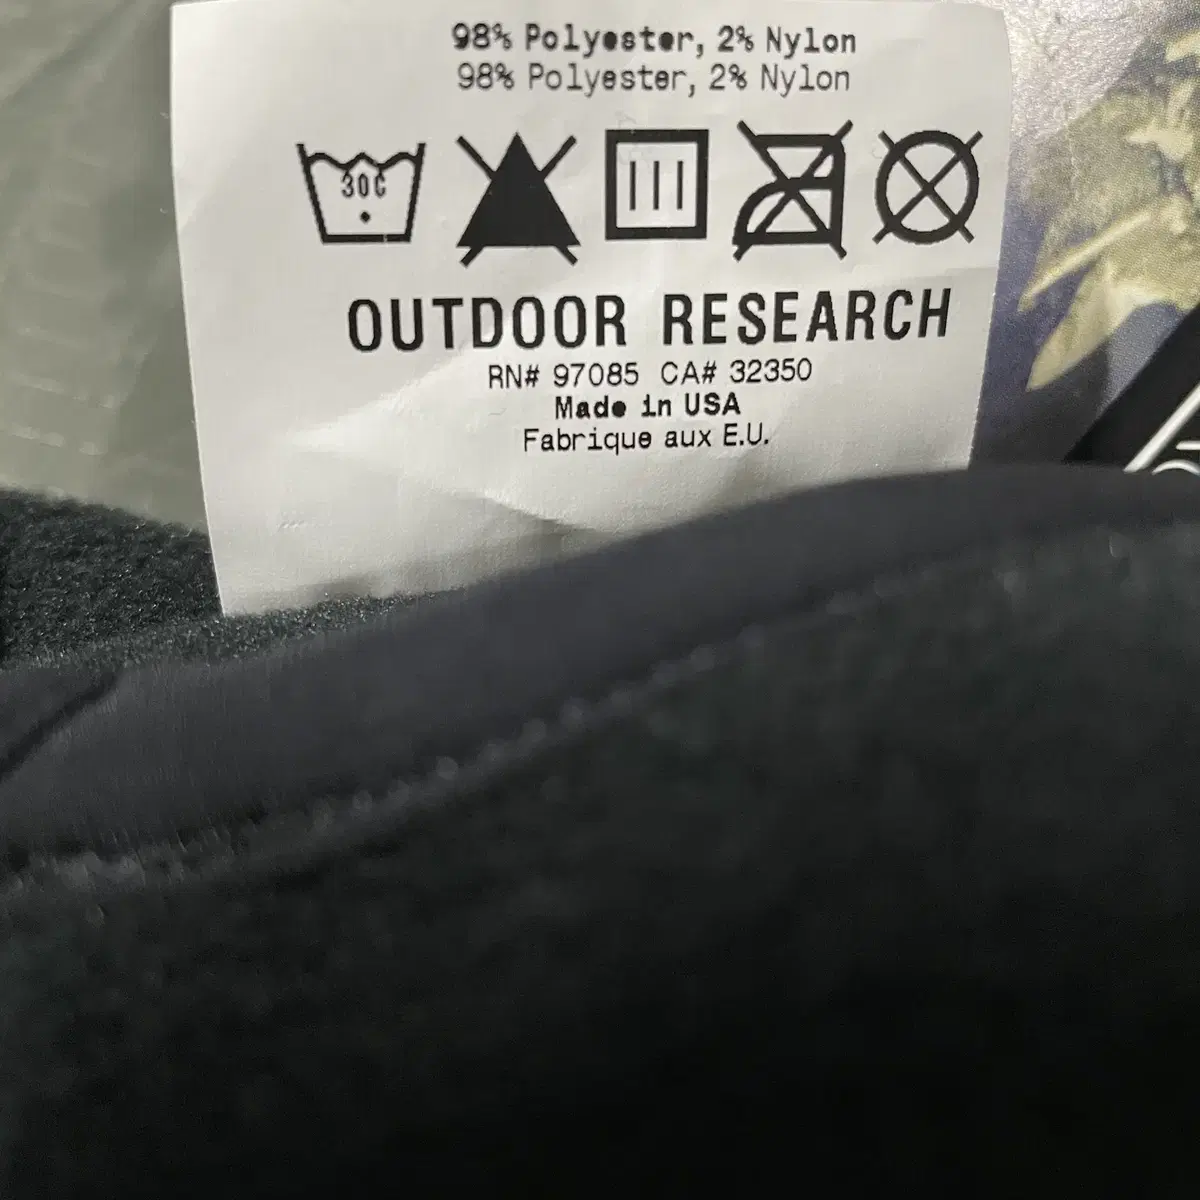 98% Polyester, 2% Nylon
98% Polyester, 2% Nylon
30C
OUTDOOR RESEARCH
RN# 97085 CA# 32350
Made in USA
Fabrique aux E.U.